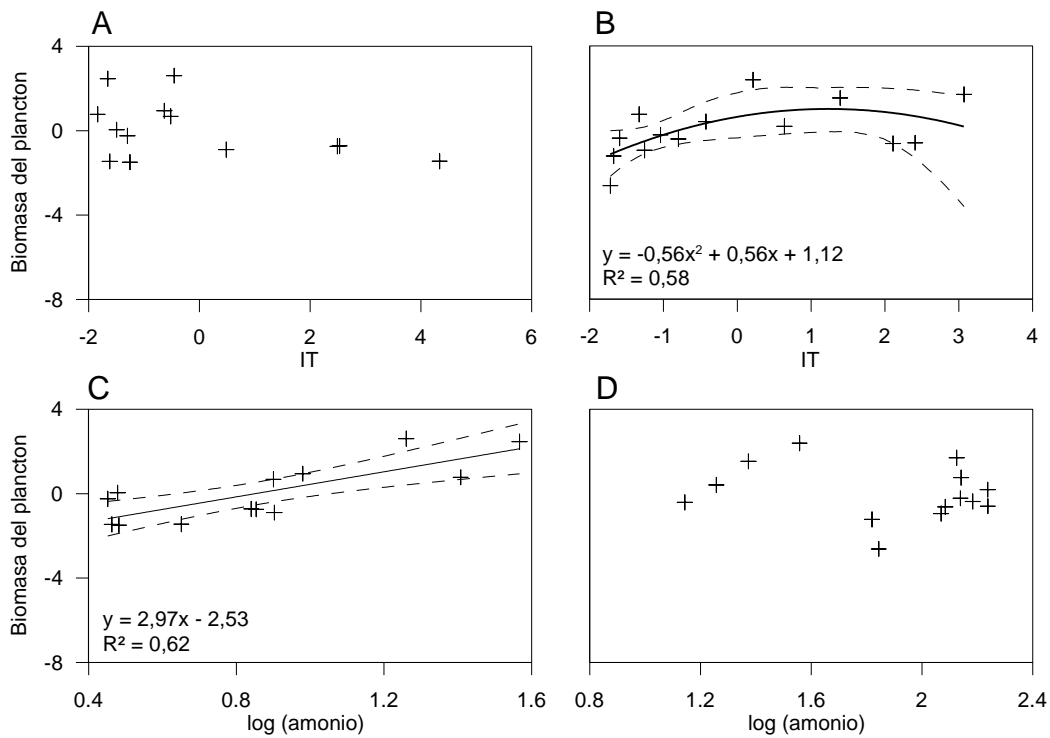 A
B
4
0
-4
-8
Biomasa del plancton
-2
0
2
4
6
IT
y = -0,56x² + 0,56x + 1,12
R² = 0,58
-2
-1
0
1
2
3
4
IT
C
D
4
0
-4
-8
Biomasa del plancton
y = 2,97x - 2,53
R² = 0,62
0.4
0.8
1.2
1.6
log (amonio)
0.8
1.2
1.6
2
2.4
log (amonio)